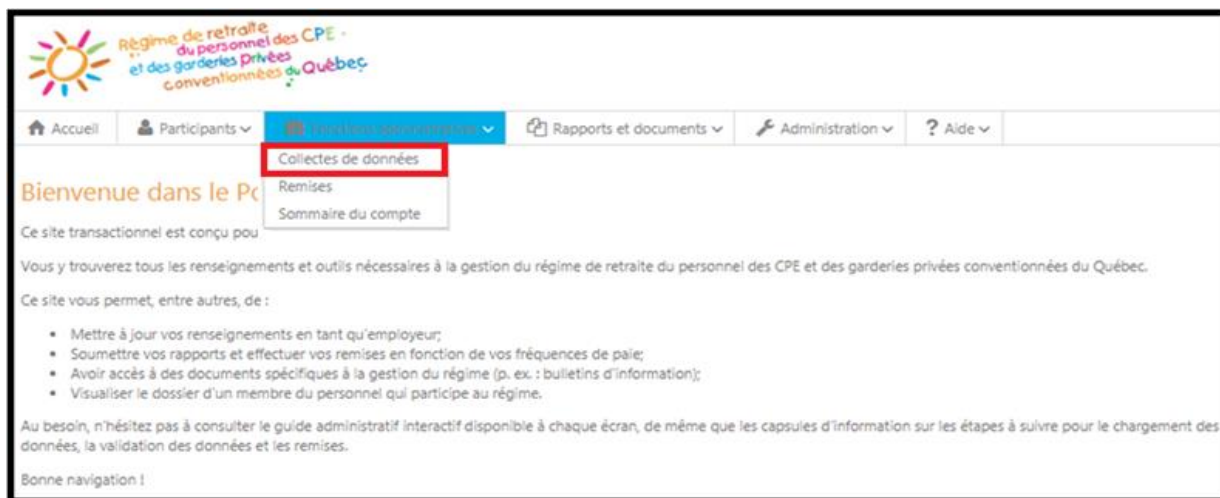 Régime de retraite
du personnel des CPE
et des garderies privées
conventionnées du Québec
Accueil Participants Rapports et documents Administration ? Aide
Collectes de données
Bienvenue dans le Po
Remises
Sommaire du compte
Ce site transactionnel est conçu pou
Vous y trouverez tous les renseignements et outils nécessaires à la gestion du régime de retraite du personnel des CPE et des garderies privées conventionnées du Québec.
Ce site vous permet, entre autres, de :
• Mettre à jour vos renseignements en tant qu'employeur;
• Soumettre vos rapports et effectuer vos remises en fonction de vos fréquences de paie;
• Avoir accès à des documents spécifiques à la gestion du régime (p. ex. : bulletins d'information);
• Visualiser le dossier d'un membre du personnel qui participe au régime.
Au besoin, n'hésitez pas à consulter le guide administratif interactif disponible à chaque écran, de même que les capsules d'information sur les étapes à suivre pour le chargement des
données, la validation des données et les remises.
Bonne navigation !